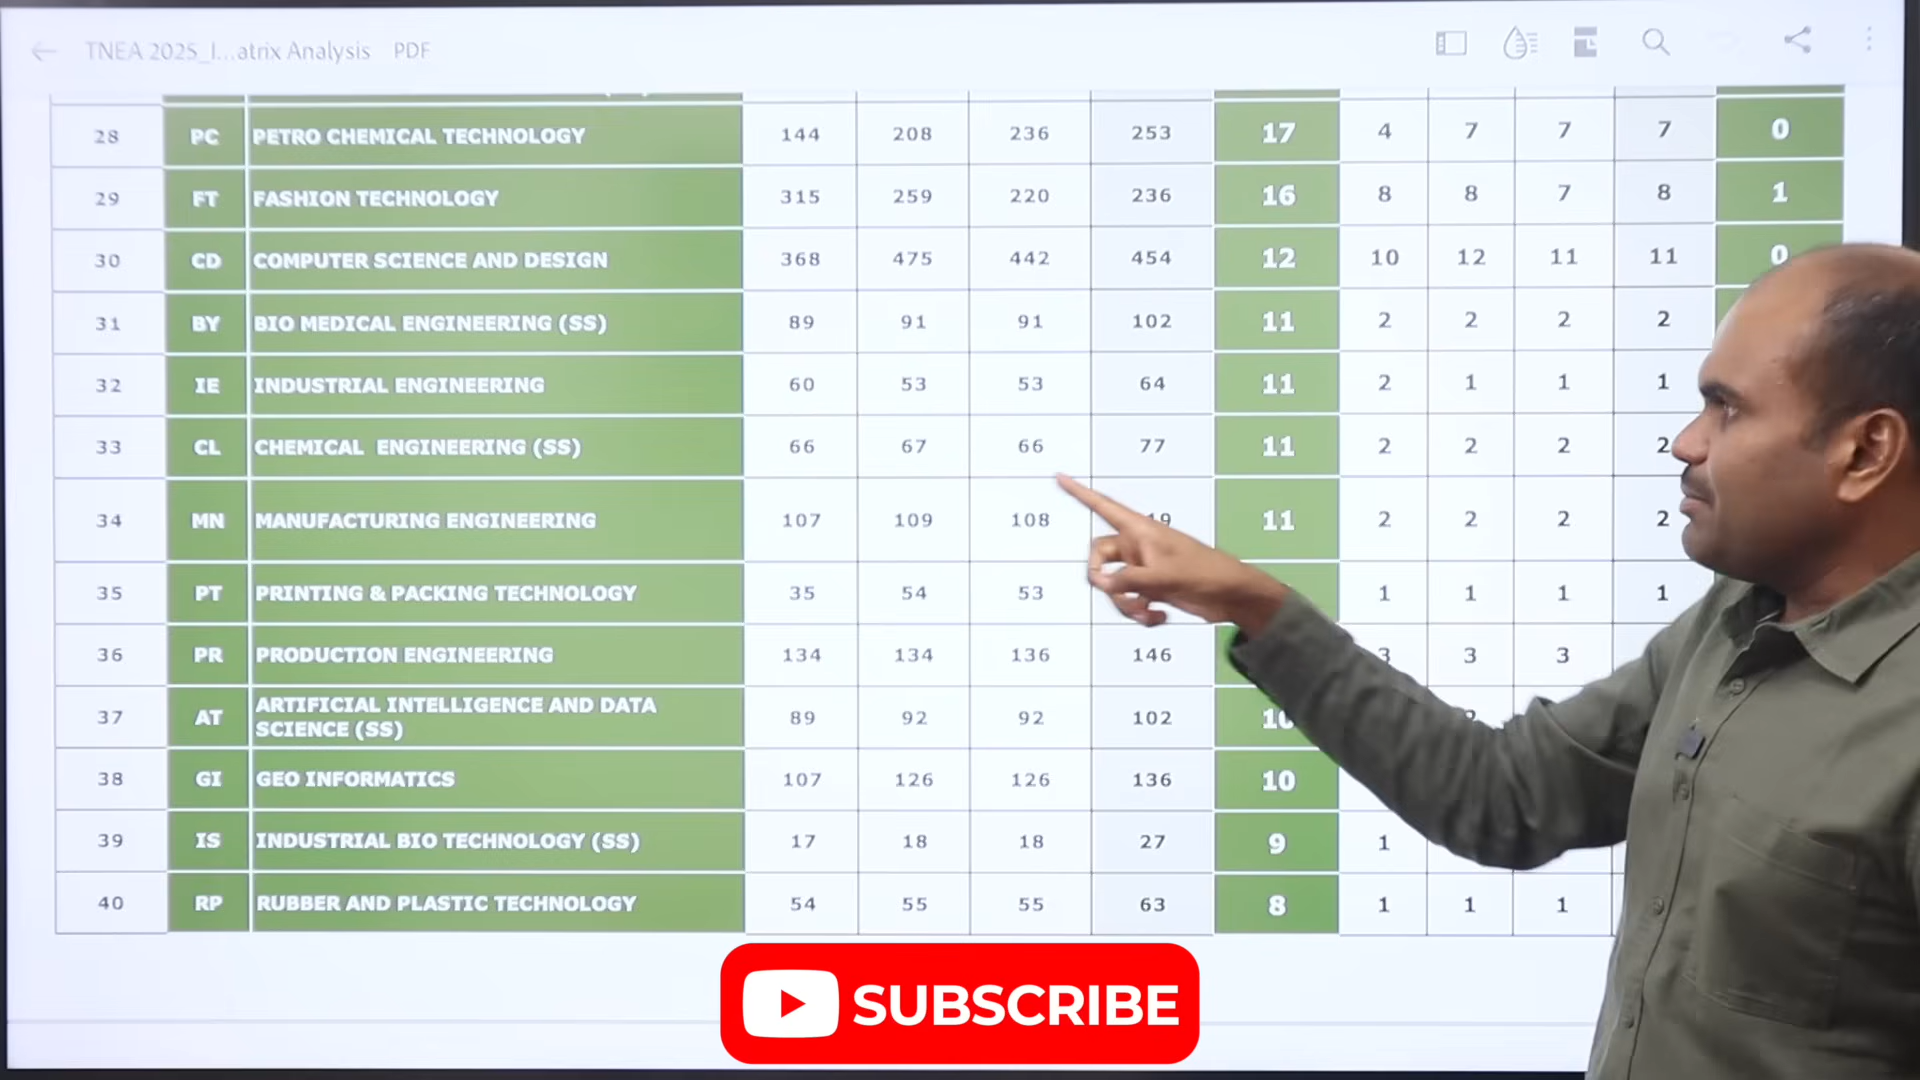 TNEA 2025_I...atrix Analysis PDF
28 PC PETRO CHEMICAL TECHNOLOGY 144 208 236 253 17 4 7 7 7 0
29 FT FASHION TECHNOLOGY 315 259 220 236 16 8 8 7 8 1
30 CD COMPUTER SCIENCE AND DESIGN 368 475 442 454 12 10 12 11 11 0
31 BY BIO MEDICAL ENGINEERING (SS) 89 91 91 102 11 2 2 2 2
32 IE INDUSTRIAL ENGINEERING 60 53 53 64 11 2 1 1 1
33 CL CHEMICAL ENGINEERING (SS) 66 67 66 77 11 2 2 2 2
34 MN MANUFACTURING ENGINEERING 107 109 108 11 2 2 2 2
35 PT PRINTING & PACKING TECHNOLOGY 35 54 53 1 1 1 1
36 PR PRODUCTION ENGINEERING 134 134 136 146 3 3 3
37 AT ARTIFICIAL INTELLIGENCE AND DATA
SCIENCE (SS) 89 92 92 102 10
38 GI GEO INFORMATICS 107 126 126 136 10
39 IS INDUSTRIAL BIO TECHNOLOGY (SS) 17 18 18 27 9 1
40 RP RUBBER AND PLASTIC TECHNOLOGY 54 55 55 63 8 1 1 1
SUBSCRIBE